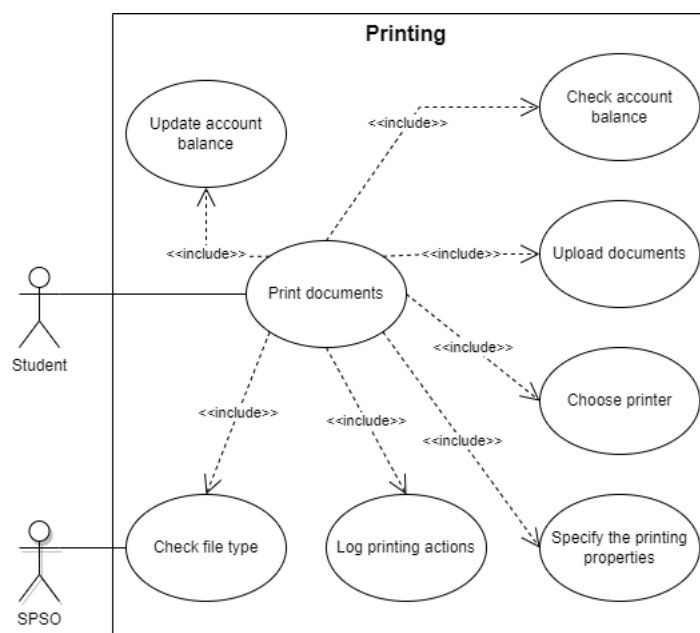 Printing
Update account
balance
Check account
balance
<<include>>
<<include>>
<<include>>
Upload documents
Print documents
Student
<<include>>
Choose printer
<<include>>
<<include>>
<<include>>
Check file type
Log printing actions
Specify the printing
properties
SPSO